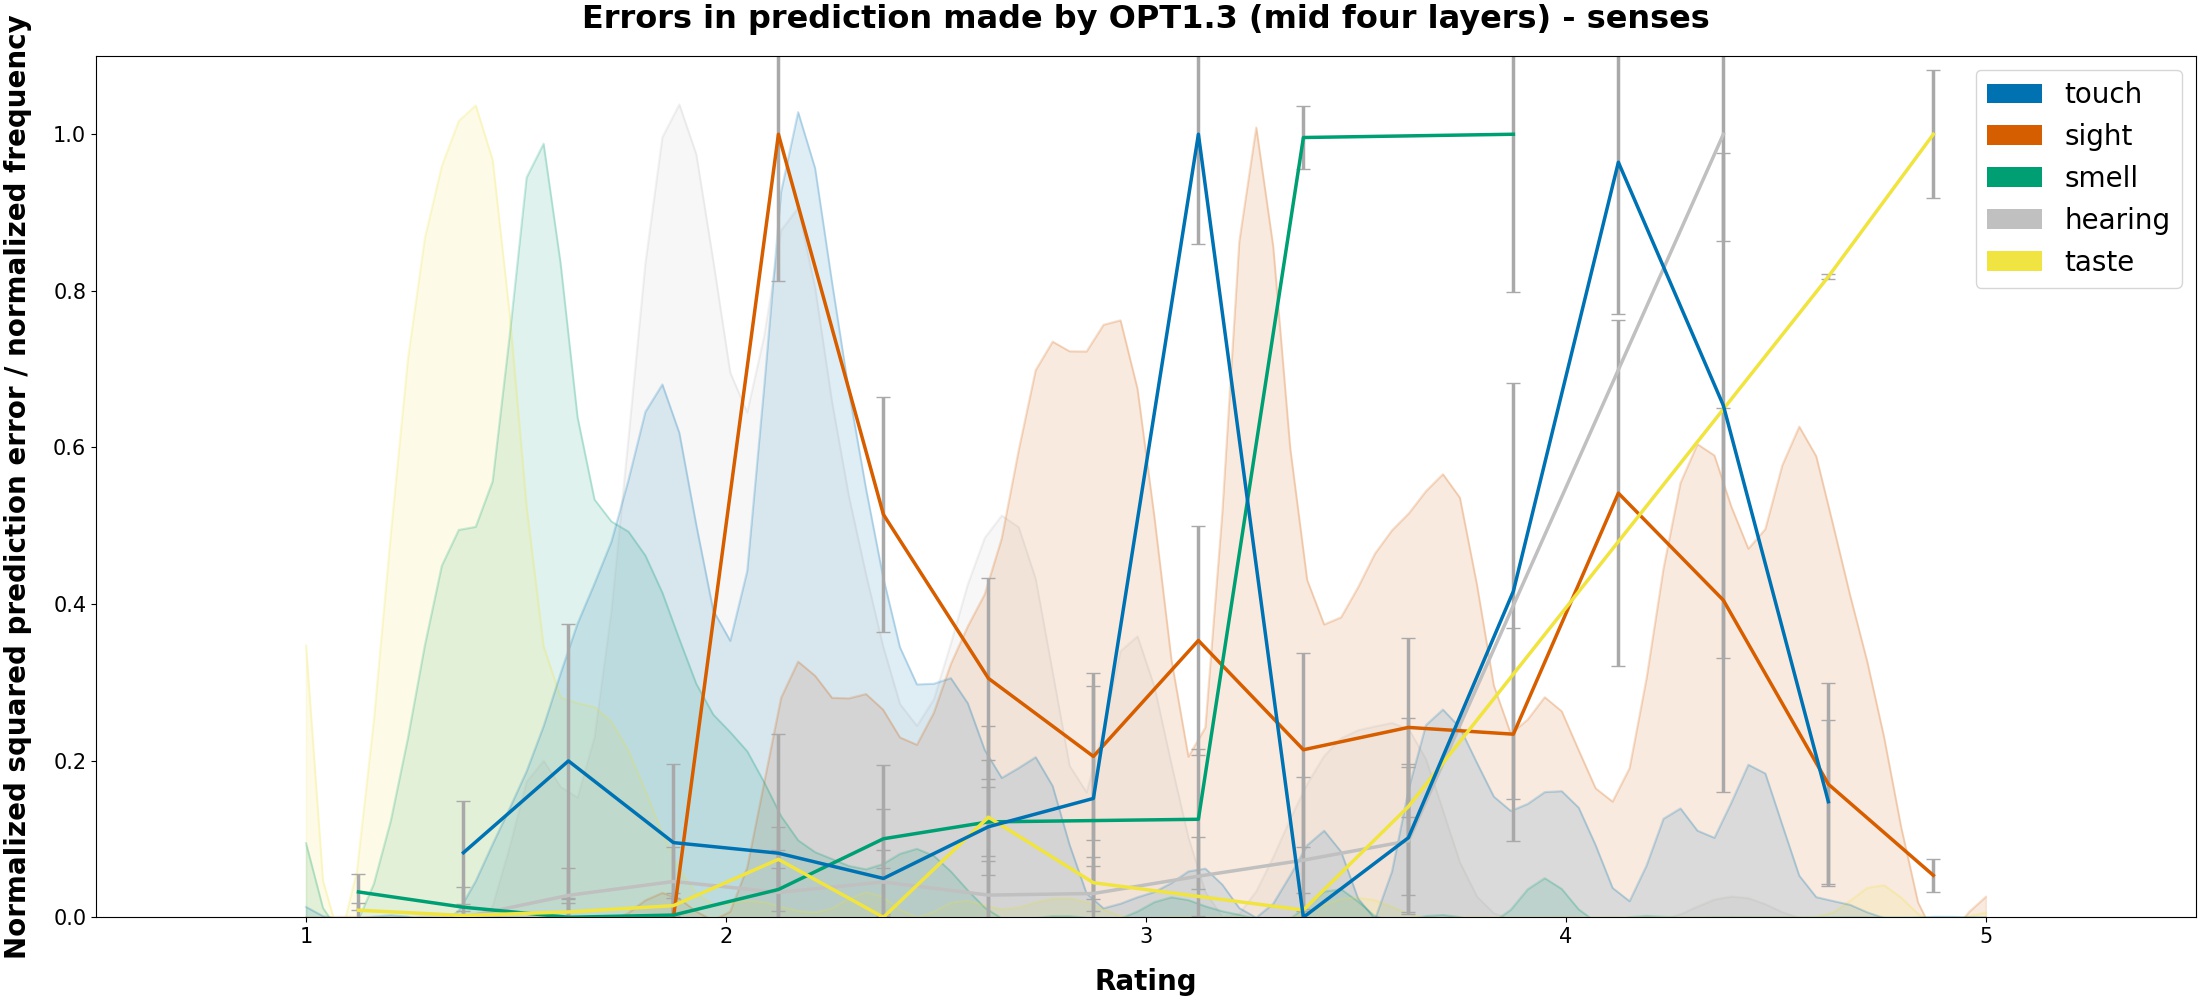 Errors in prediction made by OPT1.3 (mid four layers) - senses
Normalized squared prediction error / normalized frequency
1.0
0.8
0.6
0.4
0.2
0.0
touch
sight
smell
hearing
taste
1 2 3 4 5
Rating